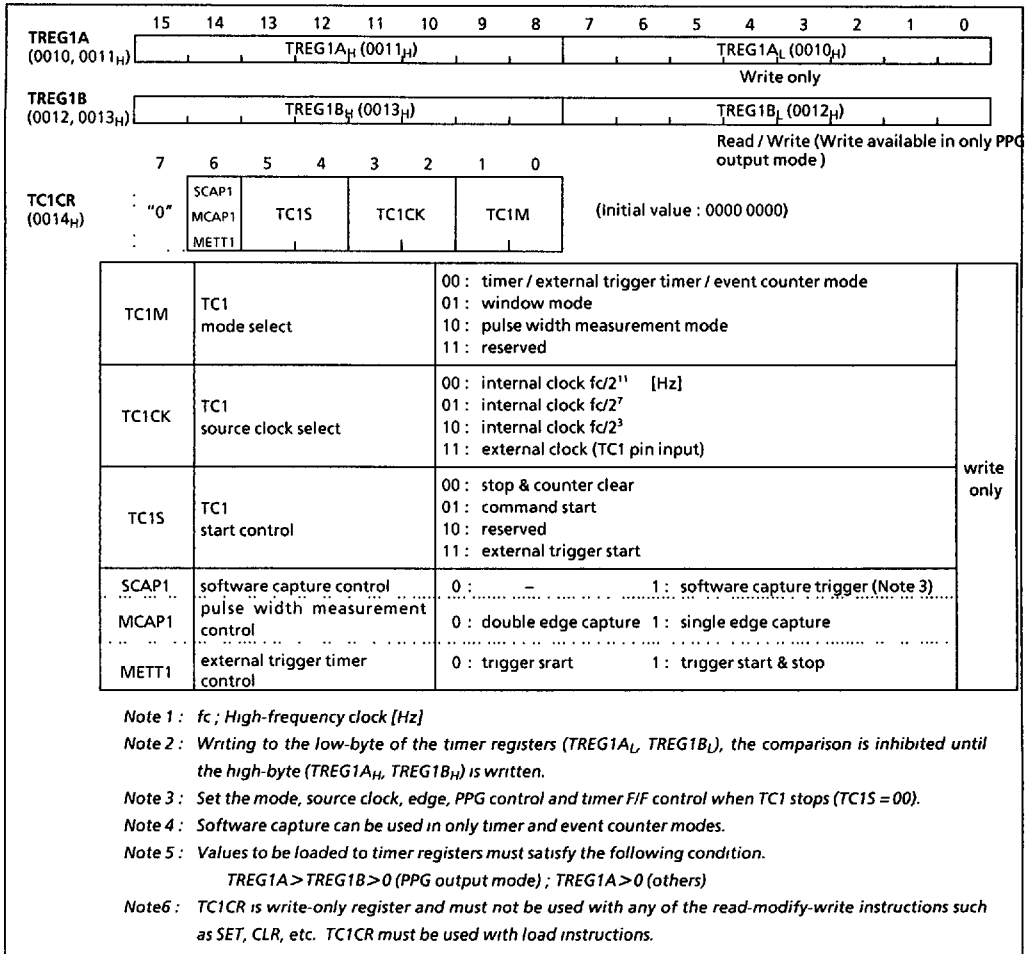 15 14 13 12 11 10 9 8 7 6 5 4 3 2 1 0
TREG1A
(0010, 0011H)
TREG1AH (0011H) TREG1AL (0010H)
Write only
TREG1B
(0012, 0013H)
TREG1BH (0013H) TREG1BL (0012H)
Read / Write (Write available in only PPG
output mode )
7 6 5 4 3 2 1 0
TC1CR
(0014H)
"0"
SCAP1
MCAP1
METT1
TC1S TC1CK TC1M
(Initial value : 0000 0000)
TC1M
TC1
mode select
00 : timer / external trigger timer / event counter mode
01 : window mode
10 : pulse width measurement mode
11 : reserved
TC1CK
TC1
source clock select
00 : internal clock fc/2¹¹ [Hz]
01 : internal clock fc/2⁷
10 : internal clock fc/2³
11 : external clock (TC1 pin input)
TC1S
TC1
start control
00 : stop & counter clear
01 : command start
10 : reserved
11 : external trigger start
write
only
SCAP1 software capture control 0 : – 1 : software capture trigger (Note 3)
MCAP1
pulse width measurement
control
0 : double edge capture 1 : single edge capture
METT1
external trigger timer
control
0 : trigger srart 1 : trigger start & stop
Note 1 : fc ; High-frequency clock [Hz]
Note 2 : Writing to the low-byte of the timer registers (TREG1AL, TREG1BL), the comparison is inhibited until
the high-byte (TREG1AH, TREG1BH) is written.
Note 3 : Set the mode, source clock, edge, PPG control and timer F/F control when TC1 stops (TC1S = 00).
Note 4 : Software capture can be used in only timer and event counter modes.
Note 5 : Values to be loaded to timer registers must satisfy the following condition.
TREG1A > TREG1B > 0 (PPG output mode) ; TREG1A > 0 (others)
Note6 : TC1CR is write-only register and must not be used with any of the read-modify-write instructions such
as SET, CLR, etc. TC1CR must be used with load instructions.